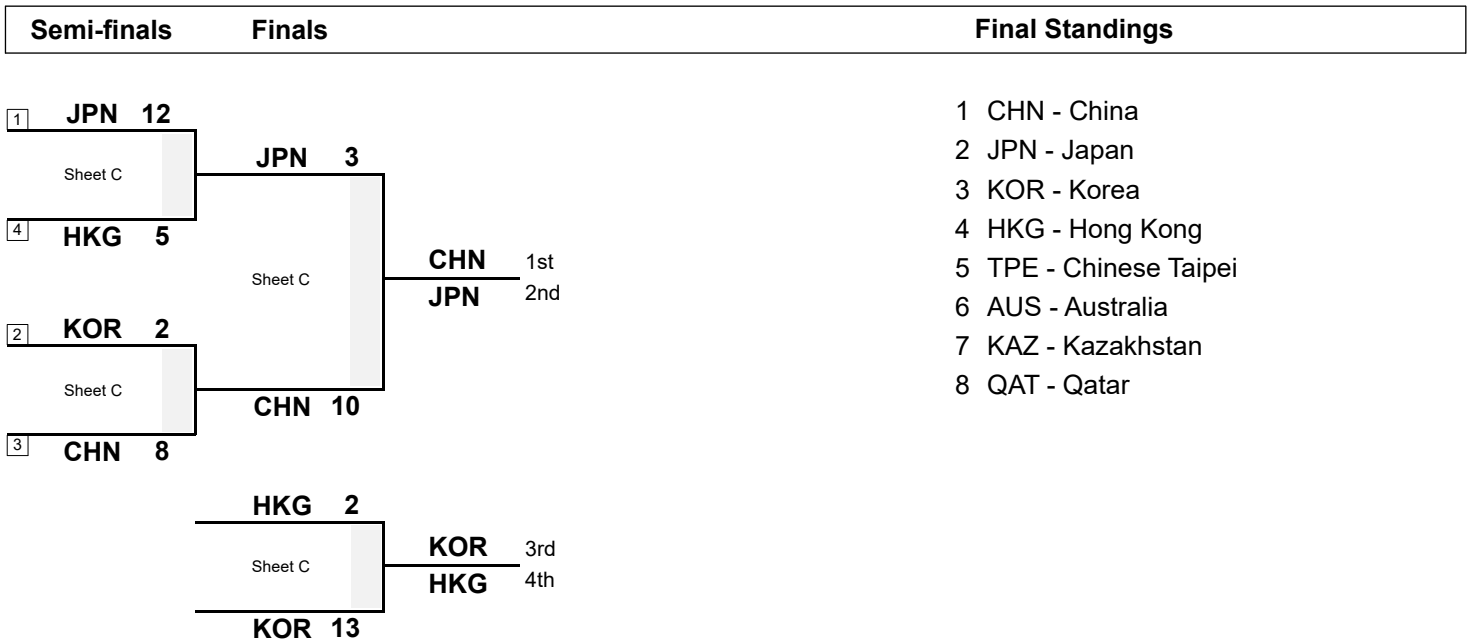 Semi-finals Finals Final Standings
1 JPN 12
Sheet C
4 HKG 5
2 KOR 2
Sheet C
3 CHN 8
JPN 3
Sheet C
CHN 10
CHN 1st
JPN 2nd
HKG 2
Sheet C
KOR 13
KOR 3rd
HKG 4th
1 CHN - China
2 JPN - Japan
3 KOR - Korea
4 HKG - Hong Kong
5 TPE - Chinese Taipei
6 AUS - Australia
7 KAZ - Kazakhstan
8 QAT - Qatar